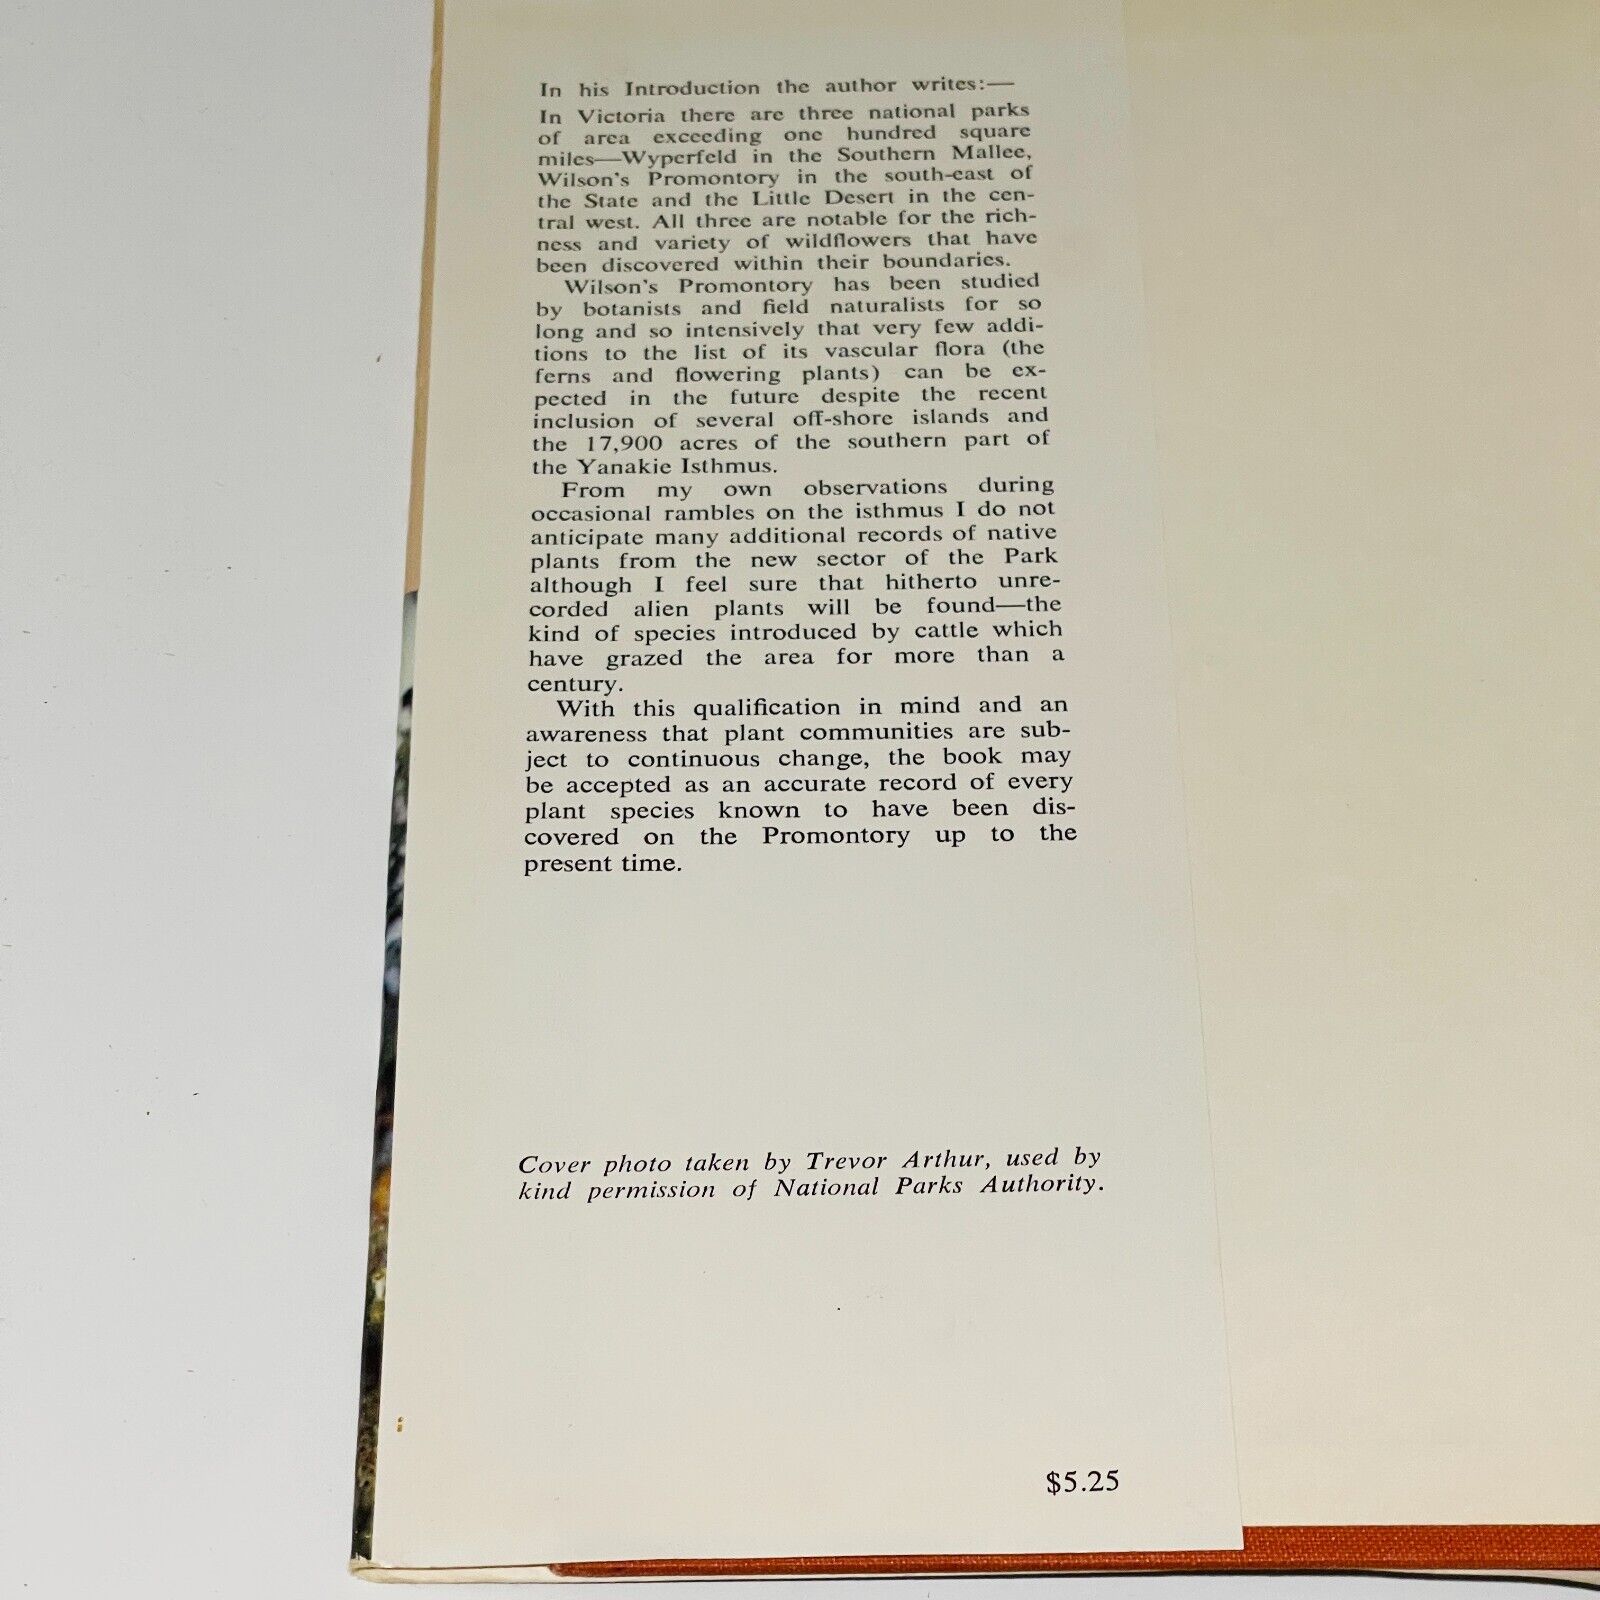 In his Introduction the author writes:—
In Victoria there are three national parks
of area exceeding one hundred square
miles—Wyperfeld in the Southern Mallee,
Wilson's Promontory in the south-east of
the State and the Little Desert in the cen-
tral west. All three are notable for the rich-
ness and variety of wildflowers that have
been discovered within their boundaries.
Wilson's Promontory has been studied
by botanists and field naturalists for so
long and so intensively that very few addi-
tions to the list of its vascular flora (the
ferns and flowering plants) can be ex-
pected in the future despite the recent
inclusion of several off-shore islands and
the 17,900 acres of the southern part of
the Yanakie Isthmus.
From my own observations during
occasional rambles on the isthmus I do not
anticipate many additional records of native
plants from the new sector of the Park
although I feel sure that hitherto unre-
corded alien plants will be found—the
kind of species introduced by cattle which
have grazed the area for more than a
century.
With this qualification in mind and an
awareness that plant communities are sub-
ject to continuous change, the book may
be accepted as an accurate record of every
plant species known to have been dis-
covered on the Promontory up to the
present time.
Cover photo taken by Trevor Arthur, used by
kind permission of National Parks Authority.
$5.25